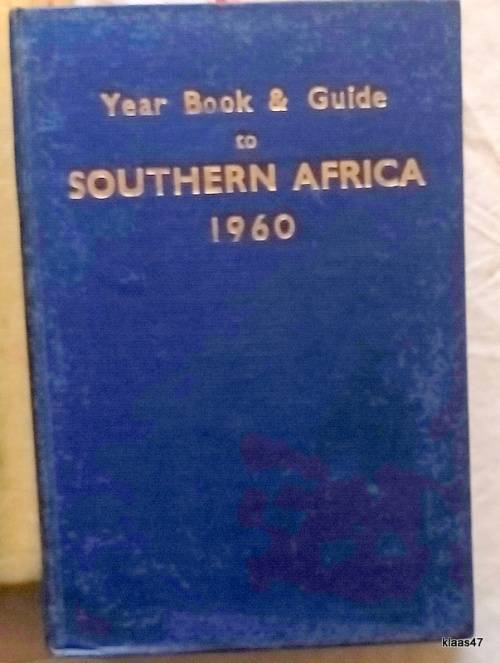 Year Book & Guide
to
SOUTHERN AFRICA
1960
klaas47